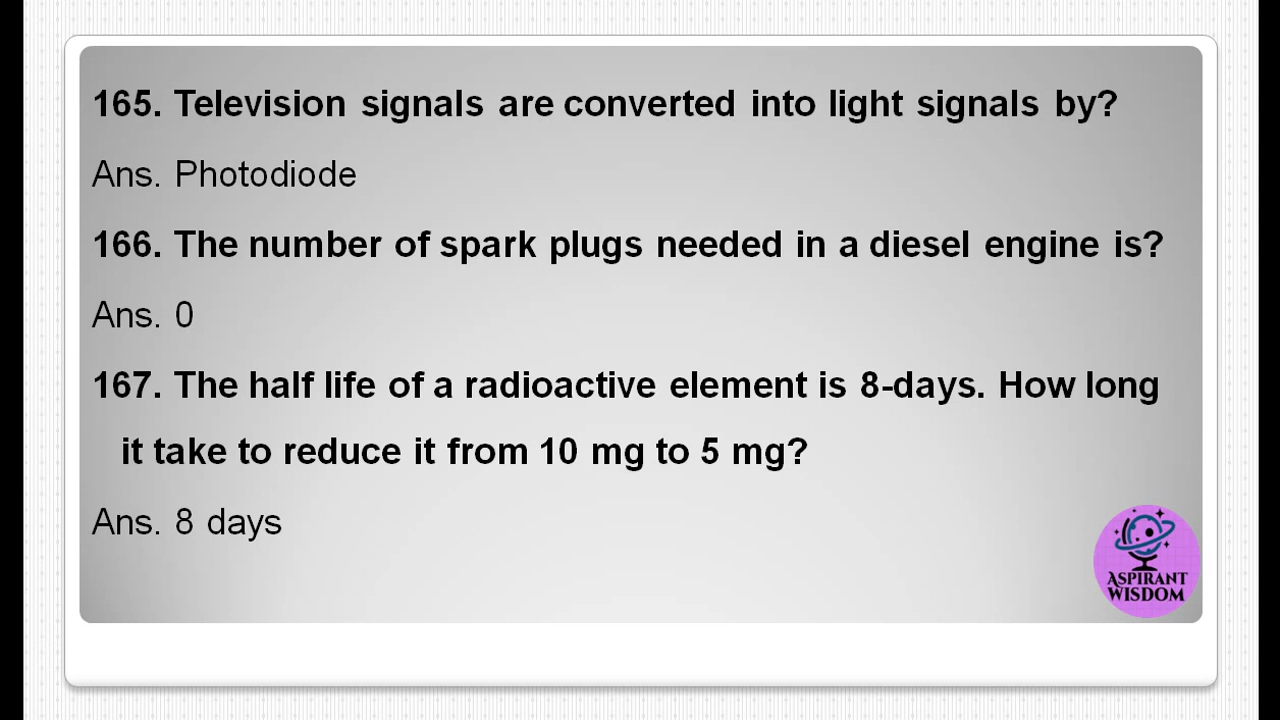 165. Television signals are converted into light signals by?
Ans. Photodiode
166. The number of spark plugs needed in a diesel engine is?
Ans. 0
167. The half life of a radioactive element is 8-days. How long
it take to reduce it from 10 mg to 5 mg?
Ans. 8 days
ASPIRANT
WISDOM